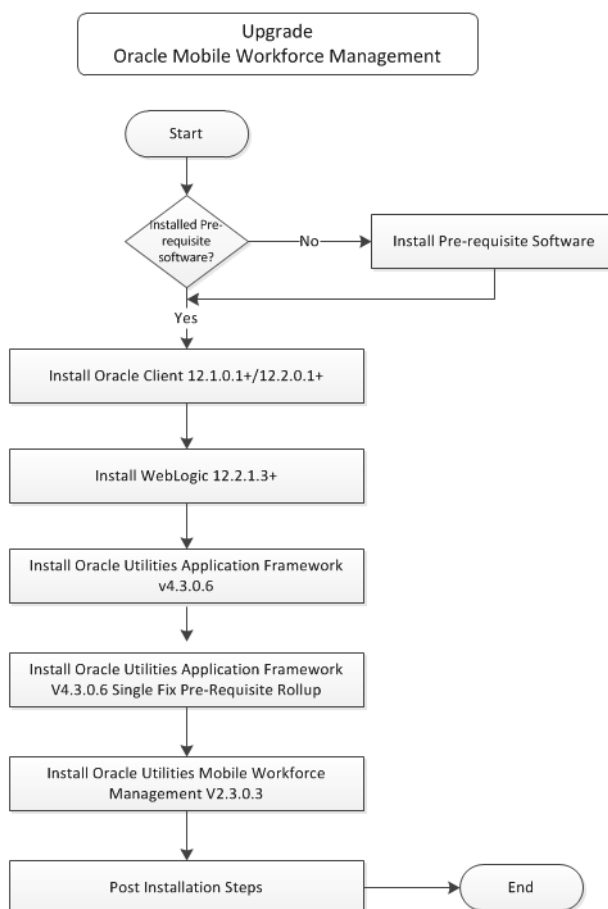 Upgrade
Oracle Mobile Workforce Management
Start
Installed Pre-
requisite
software?
No
Install Pre-requisite Software
Yes
Install Oracle Client 12.1.0.1+/12.2.0.1+
Install WebLogic 12.2.1.3+
Install Oracle Utilities Application Framework
v4.3.0.6
Install Oracle Utilities Application Framework
V4.3.0.6 Single Fix Pre-Requisite Rollup
Install Oracle Utilities Mobile Workforce
Management V2.3.0.3
Post Installation Steps
End